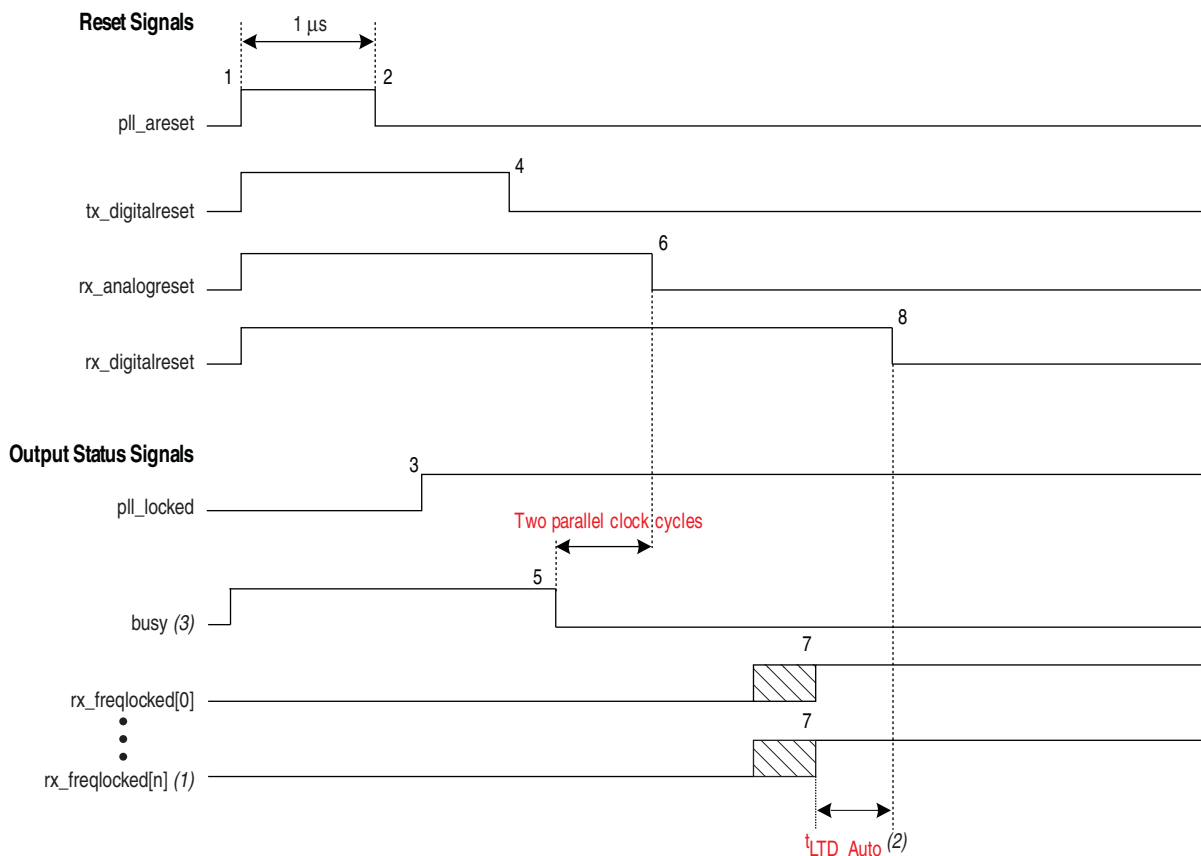 Reset Signals
1 μs
1
2
pll_areset
4
tx_digitalreset
6
rx_analogreset
8
rx_digitalreset
Output Status Signals
3
pll_locked
Two parallel clock cycles
5
busy (3)
7
rx_freqlocked[0]
7
rx_freqlocked[n] (1)
tLTD_Auto (2)